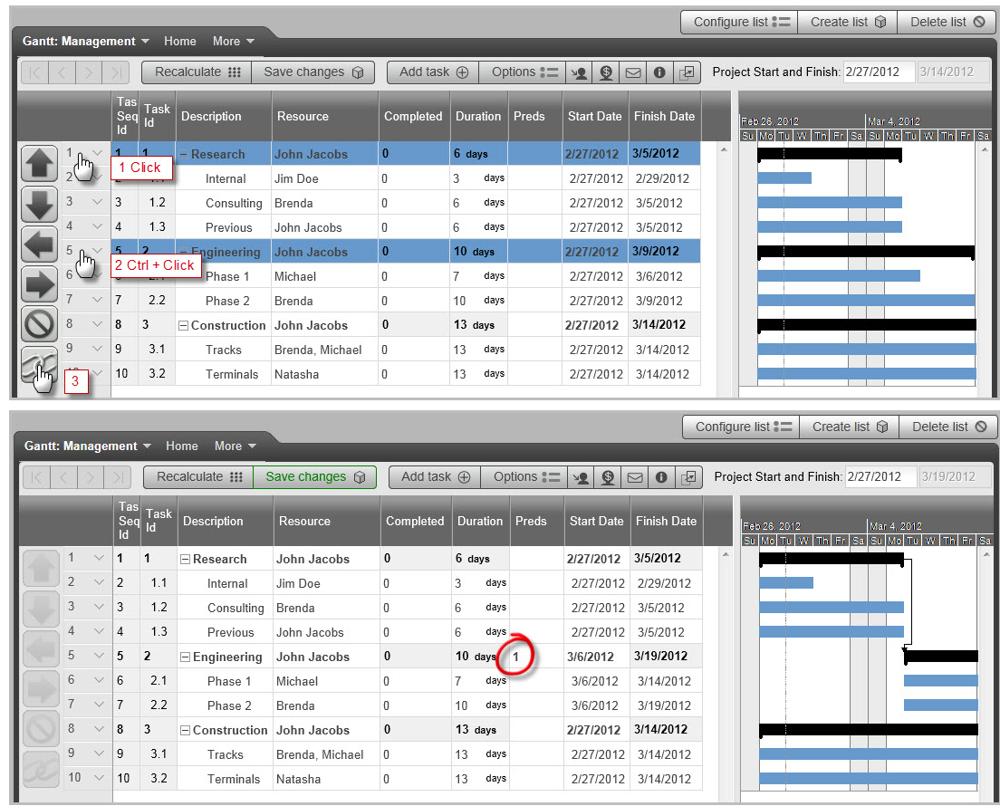 Configure list Create list Delete list
Gantt: Management Home More
Recalculate Save changes Add task Options Project Start and Finish: 2/27/2012 3/14/2012
Tas Seq Id Task Id Description Resource Completed Duration Preds Start Date Finish Date
Feb 26, 2012 Mar 4, 2012
Su Mo Tu W Th Fr Sa Su Mo Tu W Th Fr Sa
1 1 1 Research John Jacobs 0 6 days 2/27/2012 3/5/2012
1 Click
2 Internal Jim Doe 0 3 days 2/27/2012 2/29/2012
3 3 1.2 Consulting Brenda 0 6 days 2/27/2012 3/5/2012
4 4 1.3 Previous John Jacobs 0 6 days 2/27/2012 3/5/2012
5 5 2 Engineering John Jacobs 0 10 days 2/27/2012 3/9/2012
2 Ctrl + Click
6 Phase 1 Michael 0 7 days 2/27/2012 3/6/2012
7 7 2.2 Phase 2 Brenda 0 10 days 2/27/2012 3/9/2012
8 8 3 Construction John Jacobs 0 13 days 2/27/2012 3/14/2012
9 9 3.1 Tracks Brenda, Michael 0 13 days 2/27/2012 3/14/2012
10 3.2 Terminals Natasha 0 13 days 2/27/2012 3/14/2012
3
Configure list Create list Delete list
Gantt: Management Home More
Recalculate Save changes Add task Options Project Start and Finish: 2/27/2012 3/19/2012
Tas Seq Id Task Id Description Resource Completed Duration Preds Start Date Finish Date
Feb 26, 2012 Mar 4, 2012
Su Mo Tu W Th Fr Sa Su Mo Tu W Th Fr Sa
1 1 1 Research John Jacobs 0 6 days 2/27/2012 3/5/2012
2 2 1.1 Internal Jim Doe 0 3 days 2/27/2012 2/29/2012
3 3 1.2 Consulting Brenda 0 6 days 2/27/2012 3/5/2012
4 4 1.3 Previous John Jacobs 0 6 days 2/27/2012 3/5/2012
5 5 2 Engineering John Jacobs 0 10 days 1 3/6/2012 3/19/2012
6 6 2.1 Phase 1 Michael 0 7 days 3/6/2012 3/14/2012
7 7 2.2 Phase 2 Brenda 0 10 days 3/6/2012 3/19/2012
8 8 3 Construction John Jacobs 0 13 days 2/27/2012 3/14/2012
9 9 3.1 Tracks Brenda, Michael 0 13 days 2/27/2012 3/14/2012
10 10 3.2 Terminals Natasha 0 13 days 2/27/2012 3/14/2012